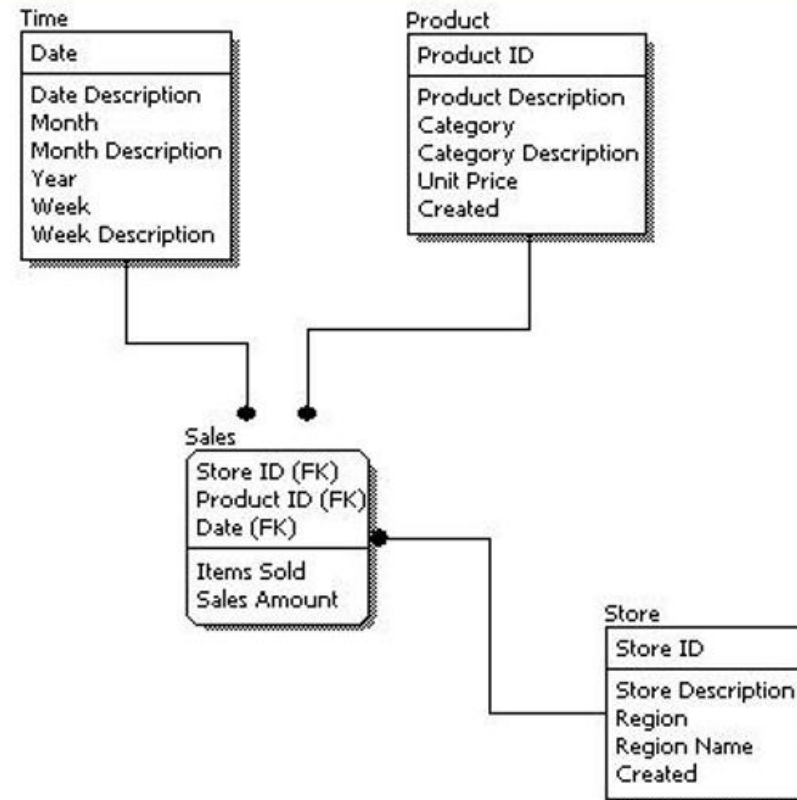 Time
Date
Date Description
Month
Month Description
Year
Week
Week Description
Product
Product ID
Product Description
Category
Category Description
Unit Price
Created
Sales
Store ID (FK)
Product ID (FK)
Date (FK)
Items Sold
Sales Amount
Store
Store ID
Store Description
Region
Region Name
Created